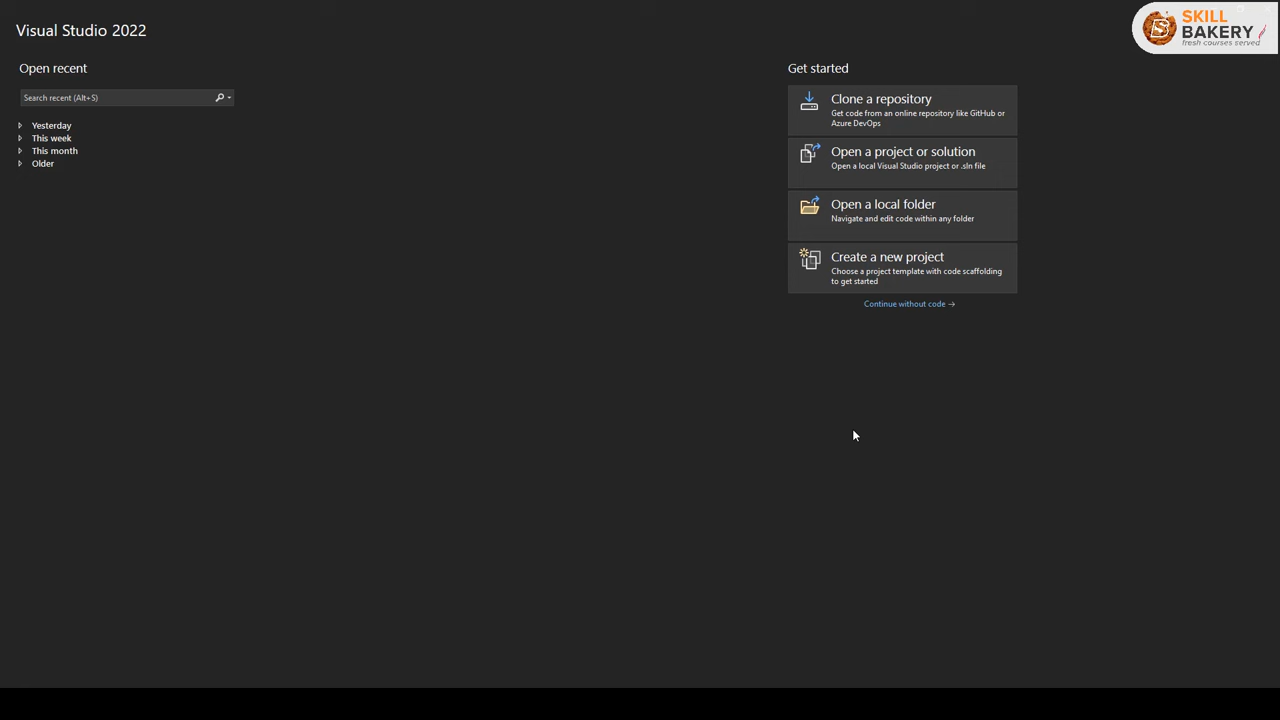 Visual Studio 2022
SKILL
BAKERY
fresh courses served
Open recent
Search recent (Alt+S)
Yesterday
This week
This month
Older
Get started
Clone a repository
Get code from an online repository like GitHub or
Azure DevOps
Open a project or solution
Open a local Visual Studio project or .sln file
Open a local folder
Navigate and edit code within any folder
Create a new project
Choose a project template with code scaffolding
to get started
Continue without code →